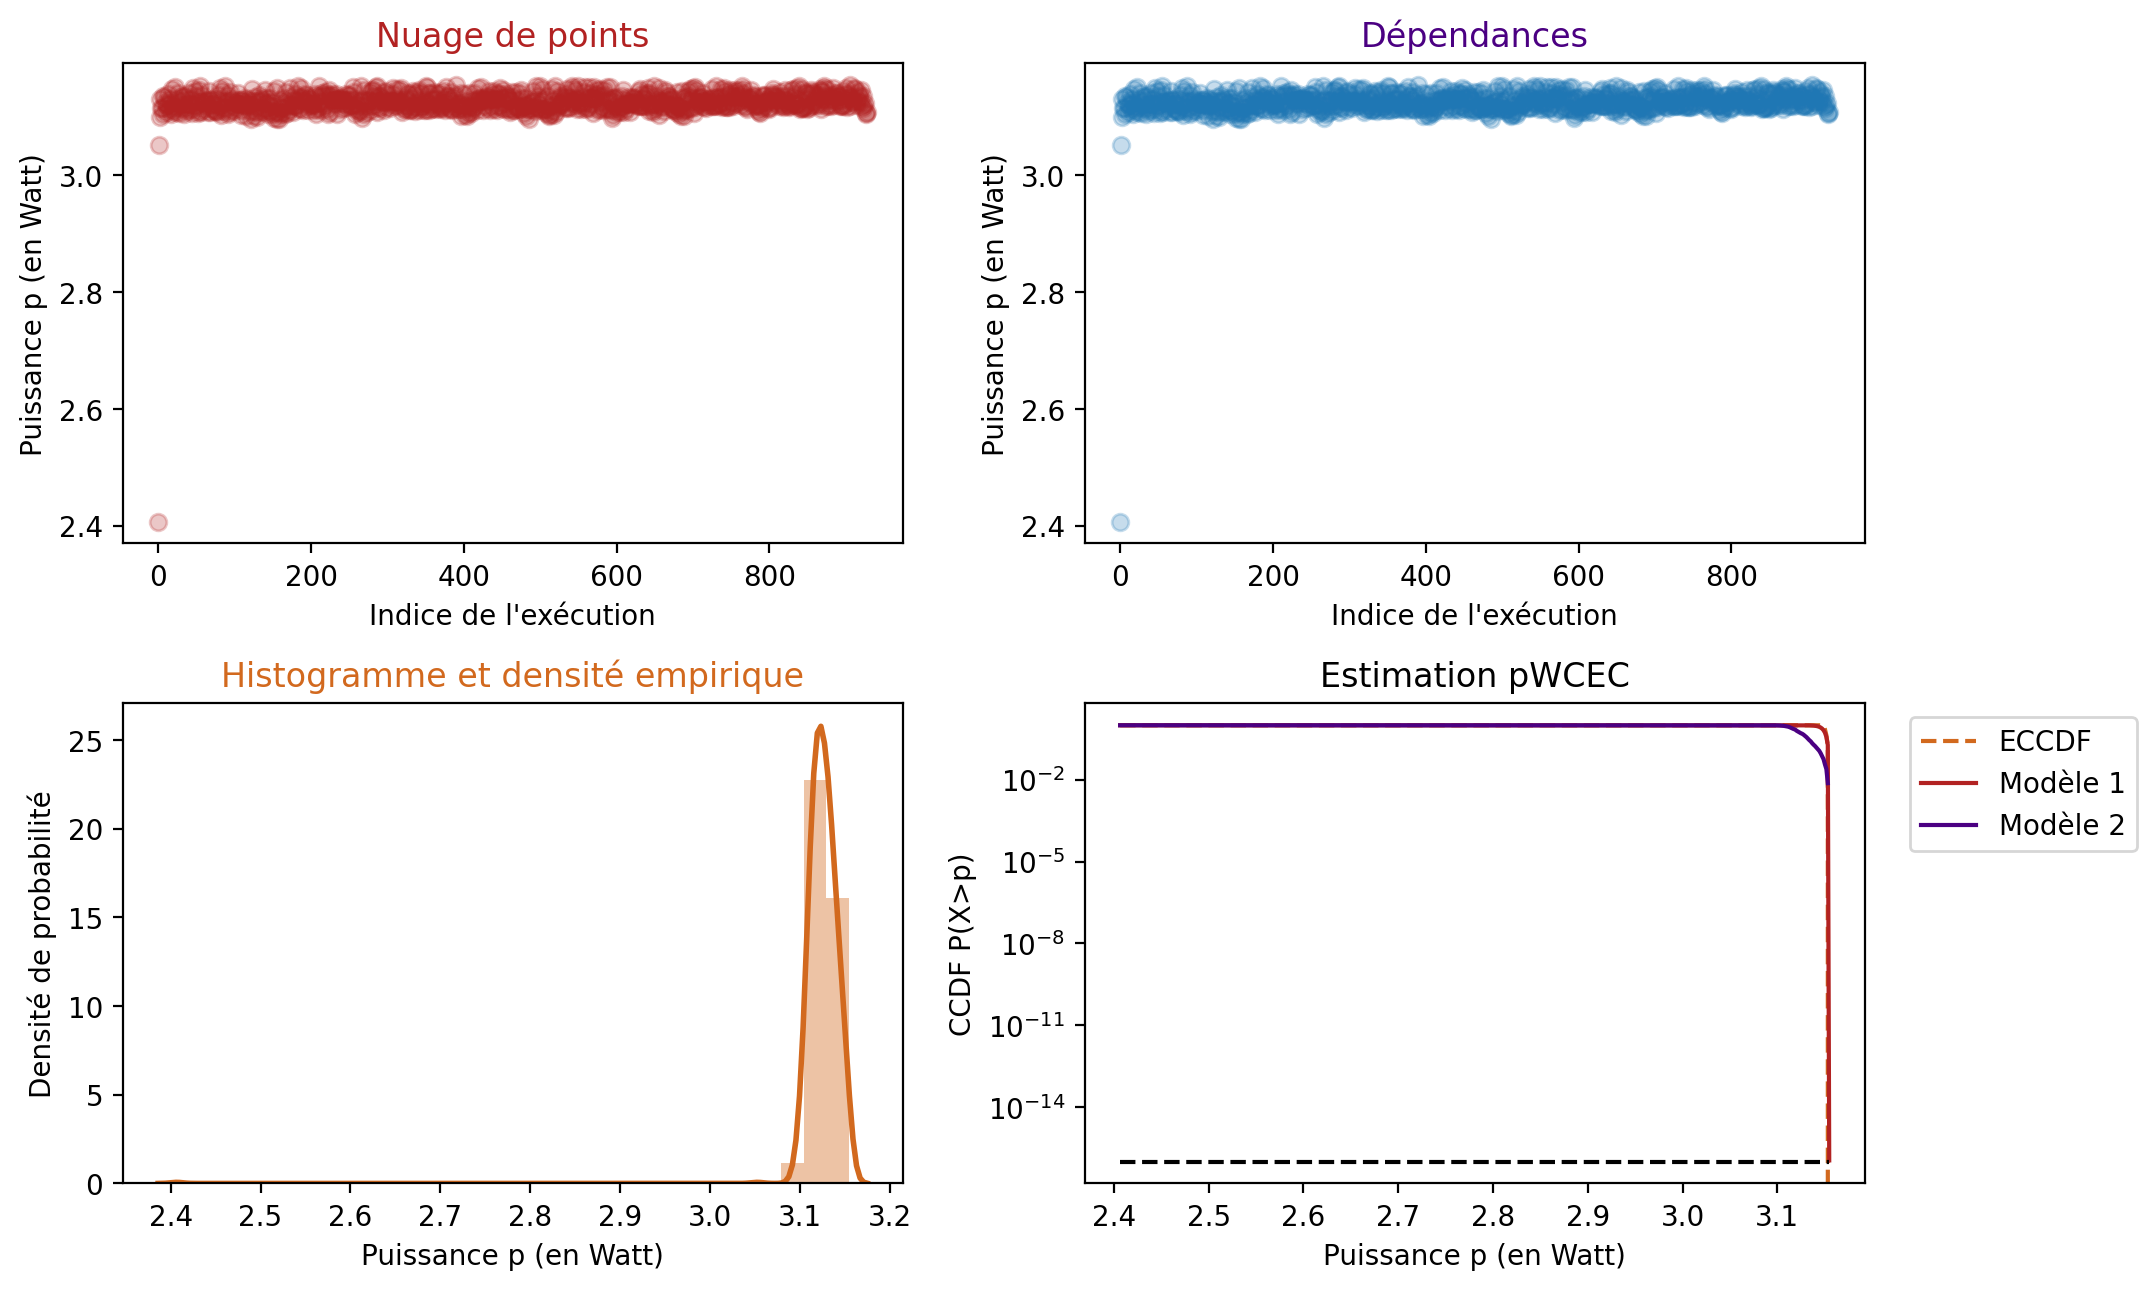 Nuage de points
Puissance p (en Watt)
3.0
2.8
2.6
2.4
0 200 400 600 800
Indice de l'exécution
Dépendances
Puissance p (en Watt)
3.0
2.8
2.6
2.4
0 200 400 600 800
Indice de l'exécution
Histogramme et densité empirique
Densité de probabilité
25
20
15
10
5
0
2.4 2.5 2.6 2.7 2.8 2.9 3.0 3.1 3.2
Puissance p (en Watt)
Estimation pWCEC
CCDF P(X>p)
10⁻²
10⁻⁵
10⁻⁸
10⁻¹¹
10⁻¹⁴
2.4 2.5 2.6 2.7 2.8 2.9 3.0 3.1
Puissance p (en Watt)
ECCDF
Modèle 1
Modèle 2